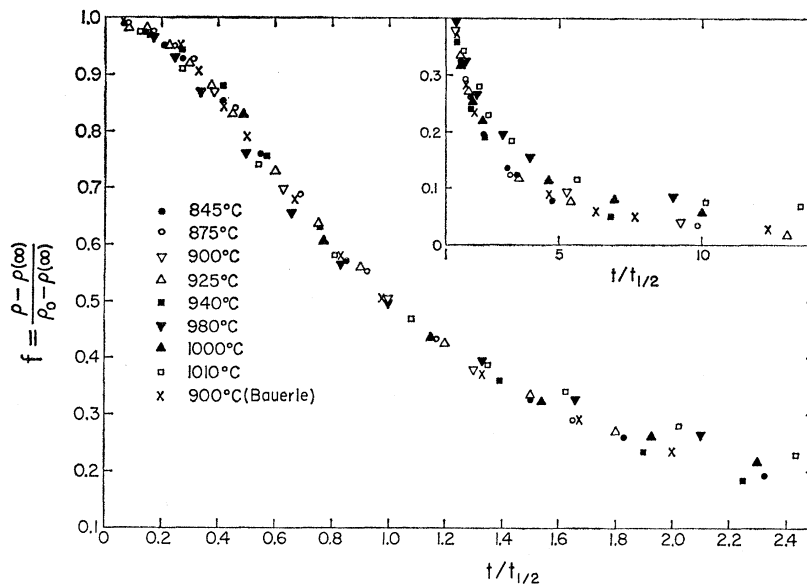 1.0
0.9
0.8
0.7
0.6
0.5
0.4
0.3
0.2
0.1
f = ρ - ρ(∞) / ρ₀ - ρ(∞)
845°C
875°C
900°C
925°C
940°C
980°C
1000°C
1010°C
900°C (Bauerle)
0 0.2 0.4 0.6 0.8 1.0 1.2 1.4 1.6 1.8 2.0 2.2 2.4
t/t₁/₂
0.3
0.2
0.1
1 5 10
t/t₁/₂